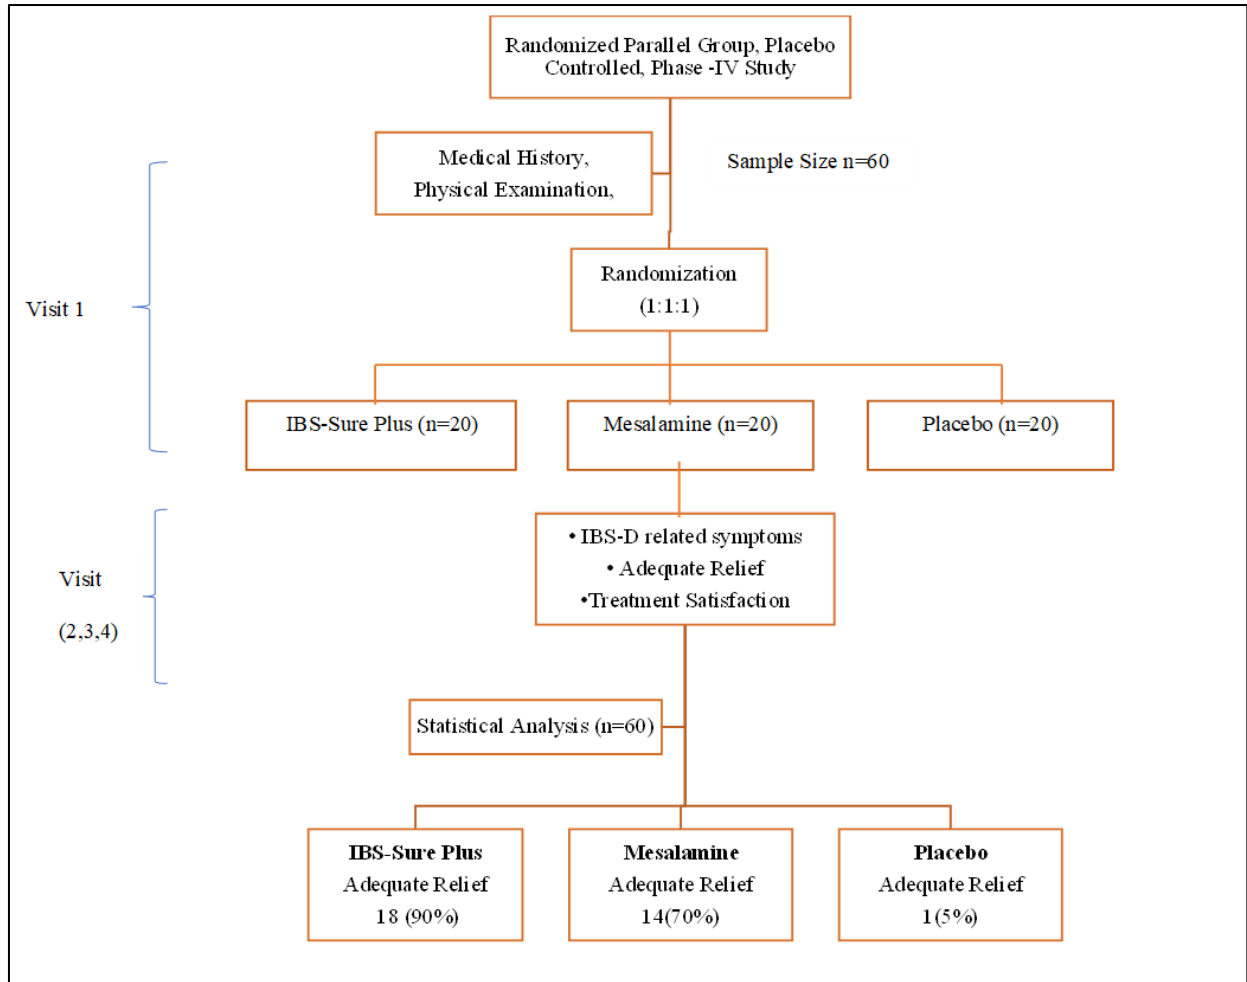 Randomized Parallel Group, Placebo
Controlled, Phase -IV Study
Medical History,
Physical Examination,
Sample Size n=60
Randomization
(1:1:1)
Visit 1
IBS-Sure Plus (n=20)
Mesalamine (n=20)
Placebo (n=20)
• IBS-D related symptoms
• Adequate Relief
•Treatment Satisfaction
Visit
(2,3,4)
Statistical Analysis (n=60)
IBS-Sure Plus
Adequate Relief
18 (90%)
Mesalamine
Adequate Relief
14(70%)
Placebo
Adequate Relief
1(5%)